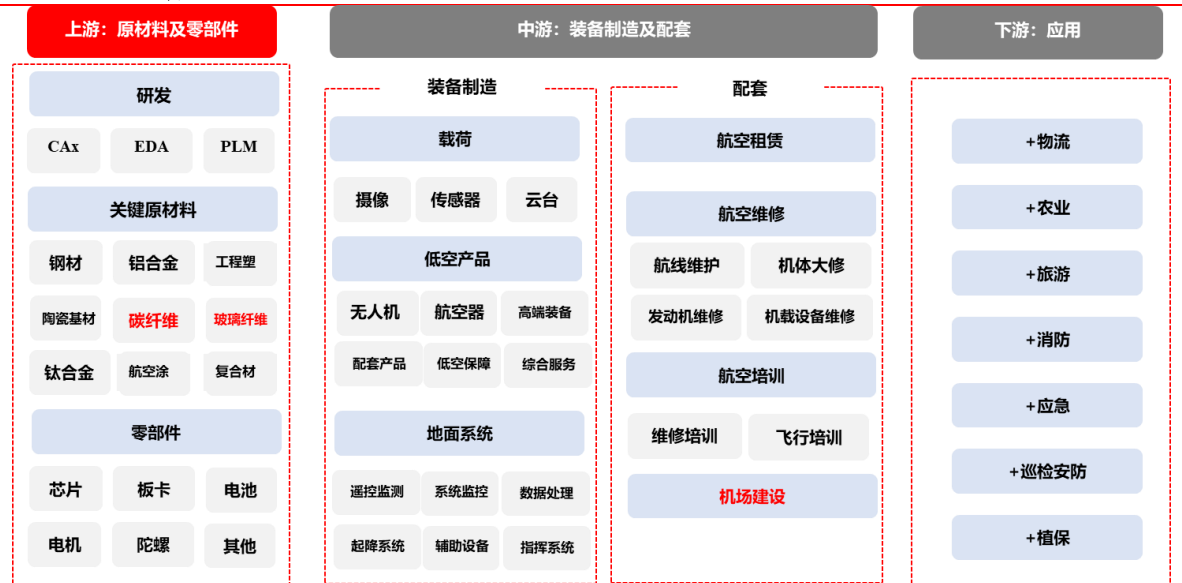 上游：原材料及零部件
研发
CAx
EDA
PLM
关键原材料
钢材
铝合金
工程塑
陶瓷基材
碳纤维
玻璃纤维
钛合金
航空涂
复合材
零部件
芯片
板卡
电池
电机
陀螺
其他
中游：装备制造及配套
装备制造
载荷
摄像
传感器
云台
低空产品
无人机
航空器
高端装备
配套产品
低空保障
综合服务
地面系统
遥控监测
系统监控
数据处理
起降系统
辅助设备
指挥系统
配套
航空租赁
航空维修
航线维护
机体大修
发动机维修
机载设备维修
航空培训
维修培训
飞行培训
机场建设
下游：应用
+物流
+农业
+旅游
+消防
+应急
+巡检安防
+植保